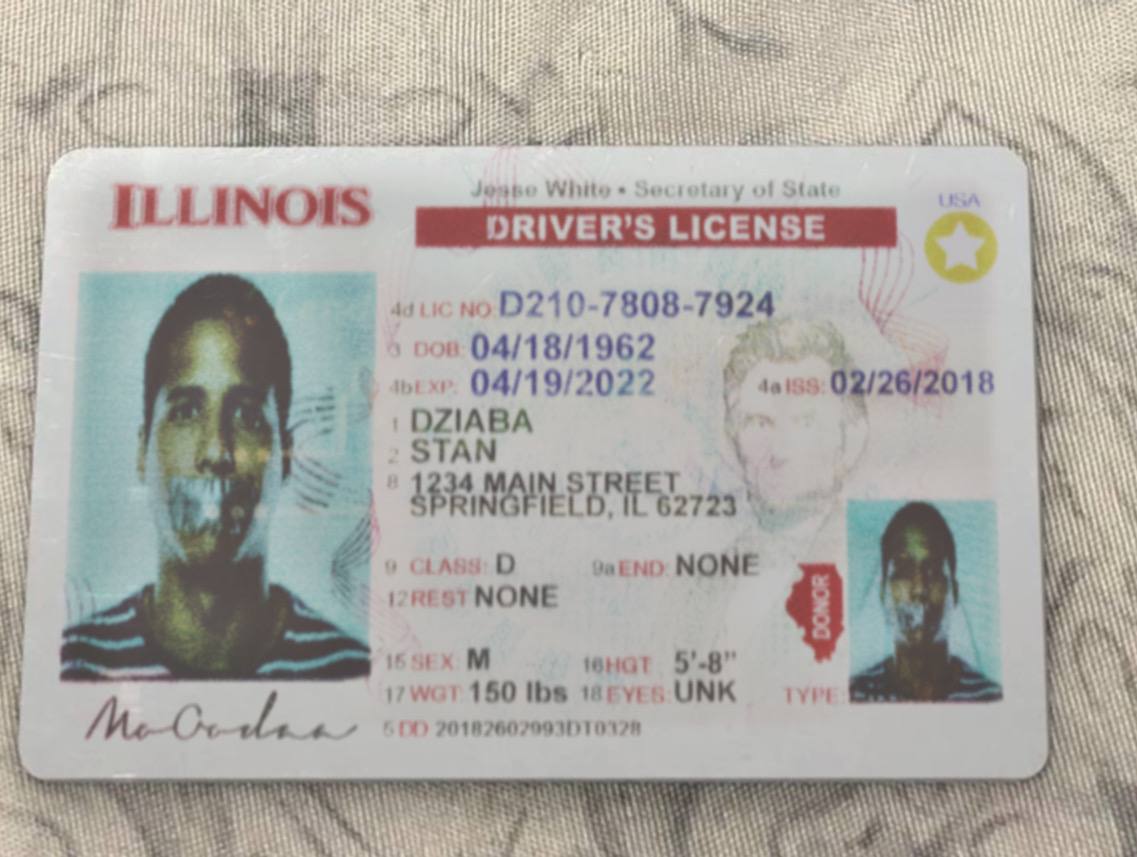 ILLINOIS
Jesse White • Secretary of State
USA
DRIVER'S LICENSE
4d LIC NO: D210-7808-7924
3 DOB: 04/18/1962
4b EXP: 04/19/2022 4a ISS: 02/26/2018
1 DZIABA
2 STAN
8 1234 MAIN STREET
SPRINGFIELD, IL 62723
9 CLASS: D 9a END: NONE
12 REST NONE
DONOR
15 SEX: M 16 HGT: 5'-8"
17 WGT: 150 lbs 18 EYES: UNK TYPE:
5 DD 20182602993DT0328